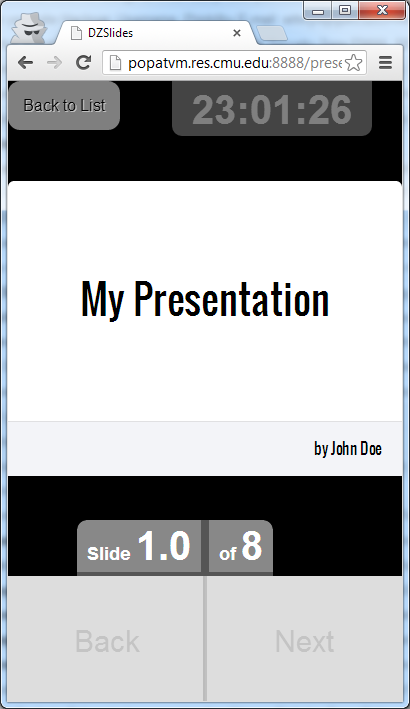 DZSlides
popatvm.res.cmu.edu:8888/prese
Back to List
23:01:26
My Presentation
by John Doe
Slide 1.0 of 8
Back Next